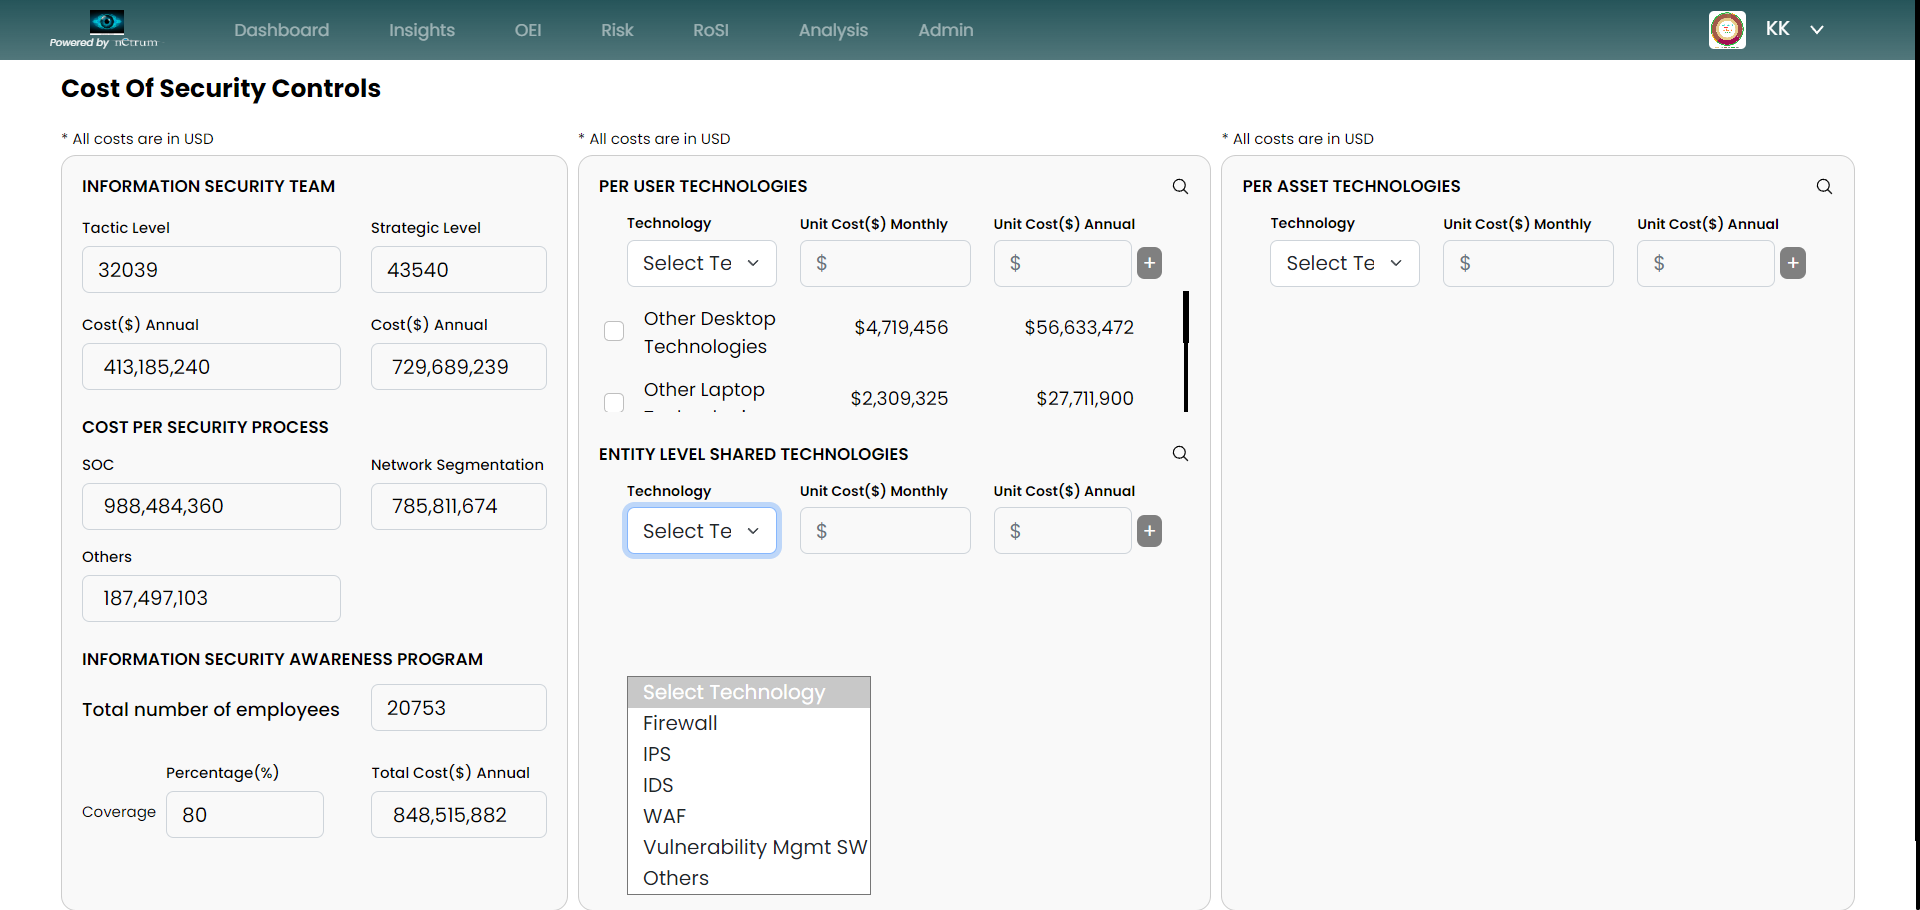 Powered by nCtrum
Dashboard
Insights
OEI
Risk
RoSI
Analysis
Admin
KK
Cost Of Security Controls
* All costs are in USD
INFORMATION SECURITY TEAM
Tactic Level
Strategic Level
32039
43540
Cost($) Annual
Cost($) Annual
413,185,240
729,689,239
COST PER SECURITY PROCESS
SOC
Network Segmentation
988,484,360
785,811,674
Others
187,497,103
INFORMATION SECURITY AWARENESS PROGRAM
Total number of employees
20753
Percentage(%)
Total Cost($) Annual
Coverage
80
848,515,882
* All costs are in USD
PER USER TECHNOLOGIES
Technology
Unit Cost($) Monthly
Unit Cost($) Annual
Select Te
$
$
+
Other Desktop
Technologies
$4,719,456
$56,633,472
Other Laptop
$2,309,325
$27,711,900
ENTITY LEVEL SHARED TECHNOLOGIES
Technology
Unit Cost($) Monthly
Unit Cost($) Annual
Select Te
$
$
+
Select Technology
Firewall
IPS
IDS
WAF
Vulnerability Mgmt SW
Others
* All costs are in USD
PER ASSET TECHNOLOGIES
Technology
Unit Cost($) Monthly
Unit Cost($) Annual
Select Te
$
$
+